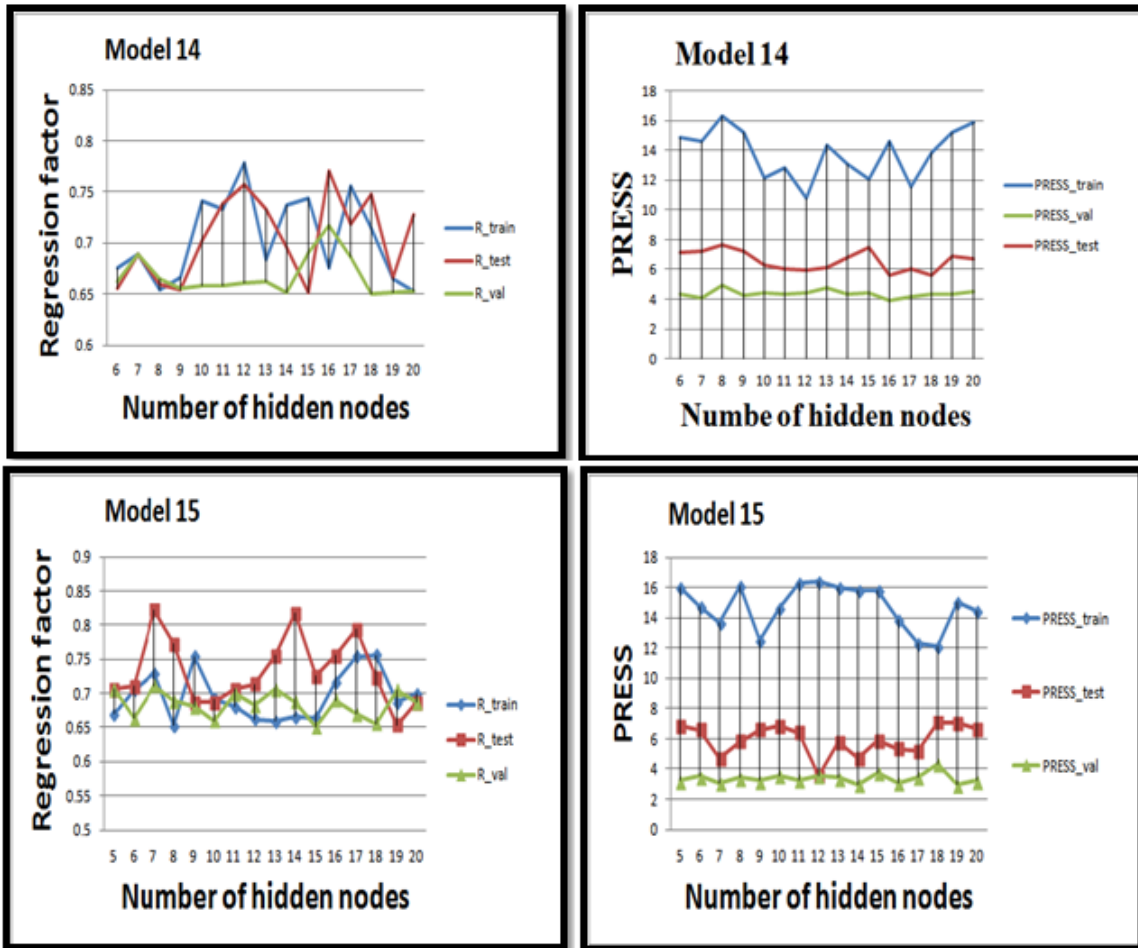 Model 14
Regression factor
0.85
0.8
0.75
0.7
0.65
0.6
6 7 8 9 10 11 12 13 14 15 16 17 18 19 20
Number of hidden nodes
R_train
R_test
R_val
Model 14
PRESS
18
16
14
12
10
8
6
4
2
0
6 7 8 9 10 11 12 13 14 15 16 17 18 19 20
Numbe of hidden nodes
PRESS_train
PRESS_val
PRESS_test
Model 15
Regression factor
0.9
0.85
0.8
0.75
0.7
0.65
0.6
0.55
0.5
5 6 7 8 9 10 11 12 13 14 15 16 17 18 19 20
Number of hidden nodes
R_train
R_test
R_val
Model 15
PRESS
18
16
14
12
10
8
6
4
2
0
5 6 7 8 9 10 11 12 13 14 15 16 17 18 19 20
Number of hidden nodes
PRESS_train
PRESS_test
PRESS_val